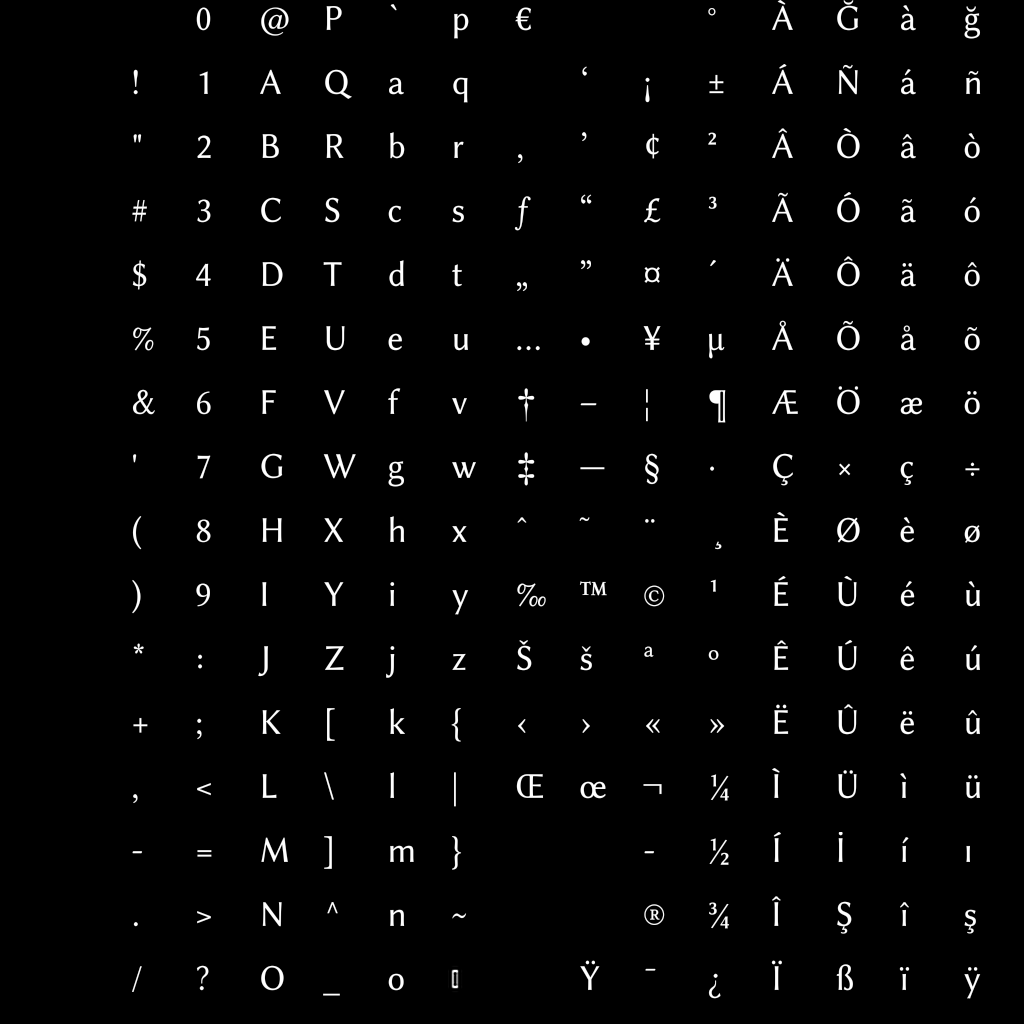 0 @ P ` p € ° À Ğ à ğ
! 1 A Q a q ‘ ¡ ± Á Ñ á ñ
" 2 B R b r ‚ ’ ¢ ² Â Ò â ò
# 3 C S c s ƒ “ £ ³ Ã Ó ã ó
$ 4 D T d t „ ” ¤ ´ Ä Ô ä ô
% 5 E U e u … • ¥ µ Å Õ å õ
& 6 F V f v † – ¦ ¶ Æ Ö æ ö
' 7 G W g w ‡ — § · Ç × ç ÷
( 8 H X h x ˆ ˜ ¨ ¸ È Ø è ø
) 9 I Y i y ‰ ™ © ¹ É Ù é ù
* : J Z j z Š š ª º Ê Ú ê ú
+ ; K [ k { ‹ › « » Ë Û ë û
, < L \ l | Œ œ ¬ ¼ Ì Ü ì ü
- = M ] m } - ½ Í İ í ı
. > N ^ n ~ ® ¾ Î Ş î ş
/ ? O _ o ▯ Ÿ ¯ ¿ Ï ß ï ÿ